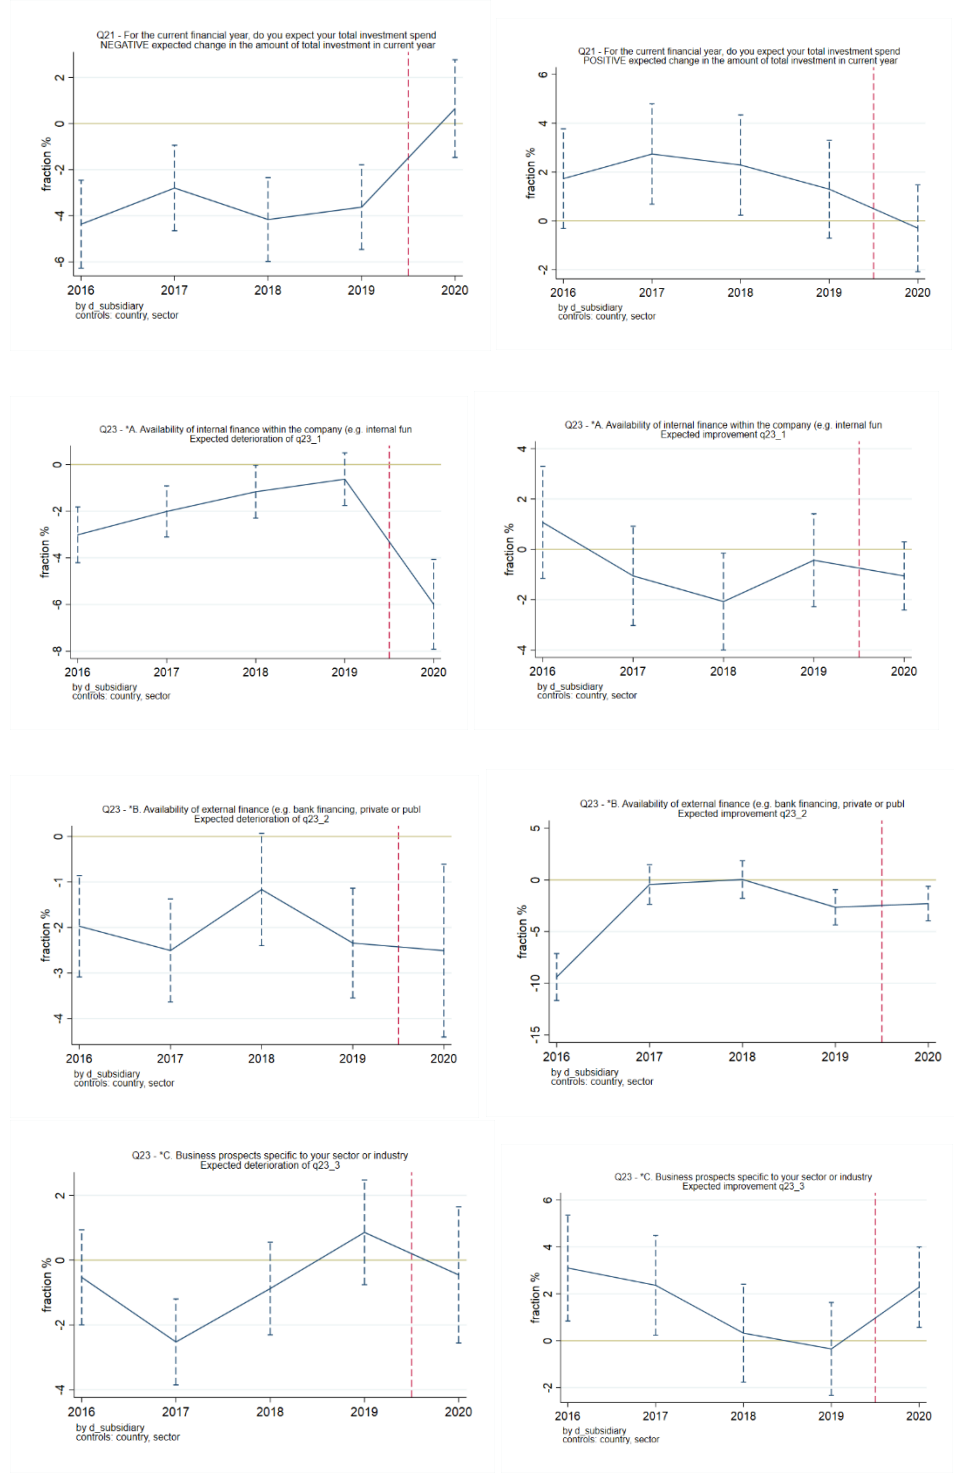 Q21 - For the current financial year, do you expect your total investment spend
NEGATIVE expected change in the amount of total investment in current year
fraction %
2
0
-2
-4
-6
2016 2017 2018 2019 2020
by d_subsidiary
controls: country, sector
Q21 - For the current financial year, do you expect your total investment spend
POSITIVE expected change in the amount of total investment in current year
fraction %
6
4
2
0
-2
2016 2017 2018 2019 2020
by d_subsidiary
controls: country, sector
Q23 - *A. Availability of internal finance within the company (e.g. internal fun
Expected deterioration of q23_1
fraction %
0
-2
-4
-6
-8
2016 2017 2018 2019 2020
by d_subsidiary
controls: country, sector
Q23 - *A. Availability of internal finance within the company (e.g. internal fun
Expected improvement q23_1
fraction %
4
2
0
-2
-4
2016 2017 2018 2019 2020
by d_subsidiary
controls: country, sector
Q23 - *B. Availability of external finance (e.g. bank financing, private or publ
Expected deterioration of q23_2
fraction %
0
-1
-2
-3
-4
2016 2017 2018 2019 2020
by d_subsidiary
controls: country, sector
Q23 - *B. Availability of external finance (e.g. bank financing, private or publ
Expected improvement q23_2
fraction %
5
0
-5
-10
-15
2016 2017 2018 2019 2020
by d_subsidiary
controls: country, sector
Q23 - *C. Business prospects specific to your sector or industry
Expected deterioration of q23_3
fraction %
2
0
-2
-4
2016 2017 2018 2019 2020
by d_subsidiary
controls: country, sector
Q23 - *C. Business prospects specific to your sector or industry
Expected improvement q23_3
fraction %
6
4
2
0
-2
2016 2017 2018 2019 2020
by d_subsidiary
controls: country, sector